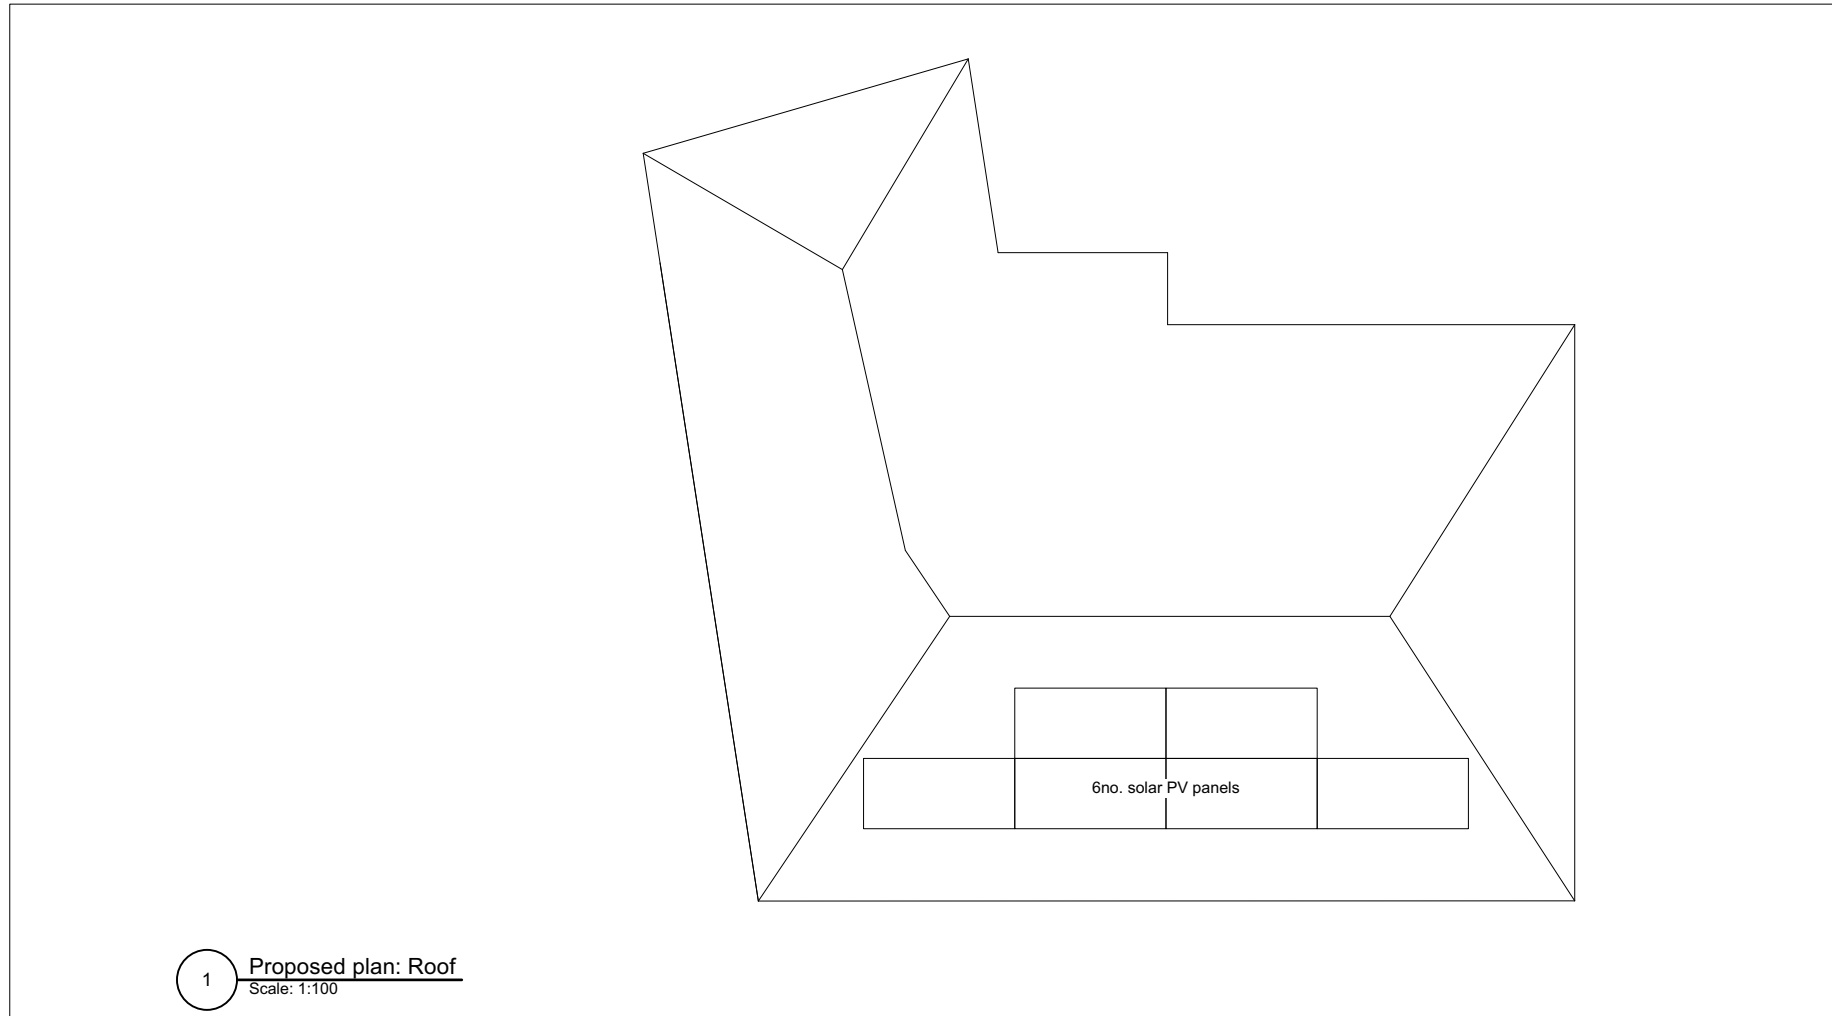 6no. solar PV panels
1
Proposed plan: Roof
Scale: 1:100